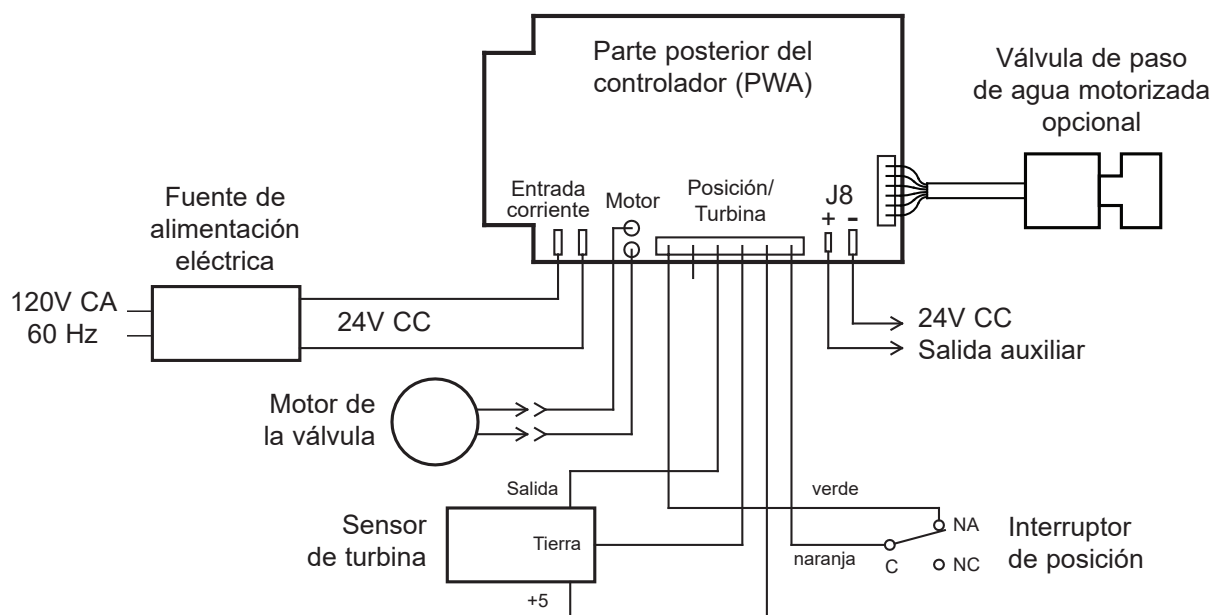 Parte posterior del
controlador (PWA)
Válvula de paso
de agua motorizada
opcional
Entrada
corriente
Motor
Posición/
Turbina
J8
+ -
Fuente de
alimentación
eléctrica
120V CA
60 Hz
24V CC
24V CC
Salida auxiliar
Motor de
la válvula
Salida
verde
Sensor
de turbina
Tierra
naranja
C
NA
NC
Interruptor
de posición
+5